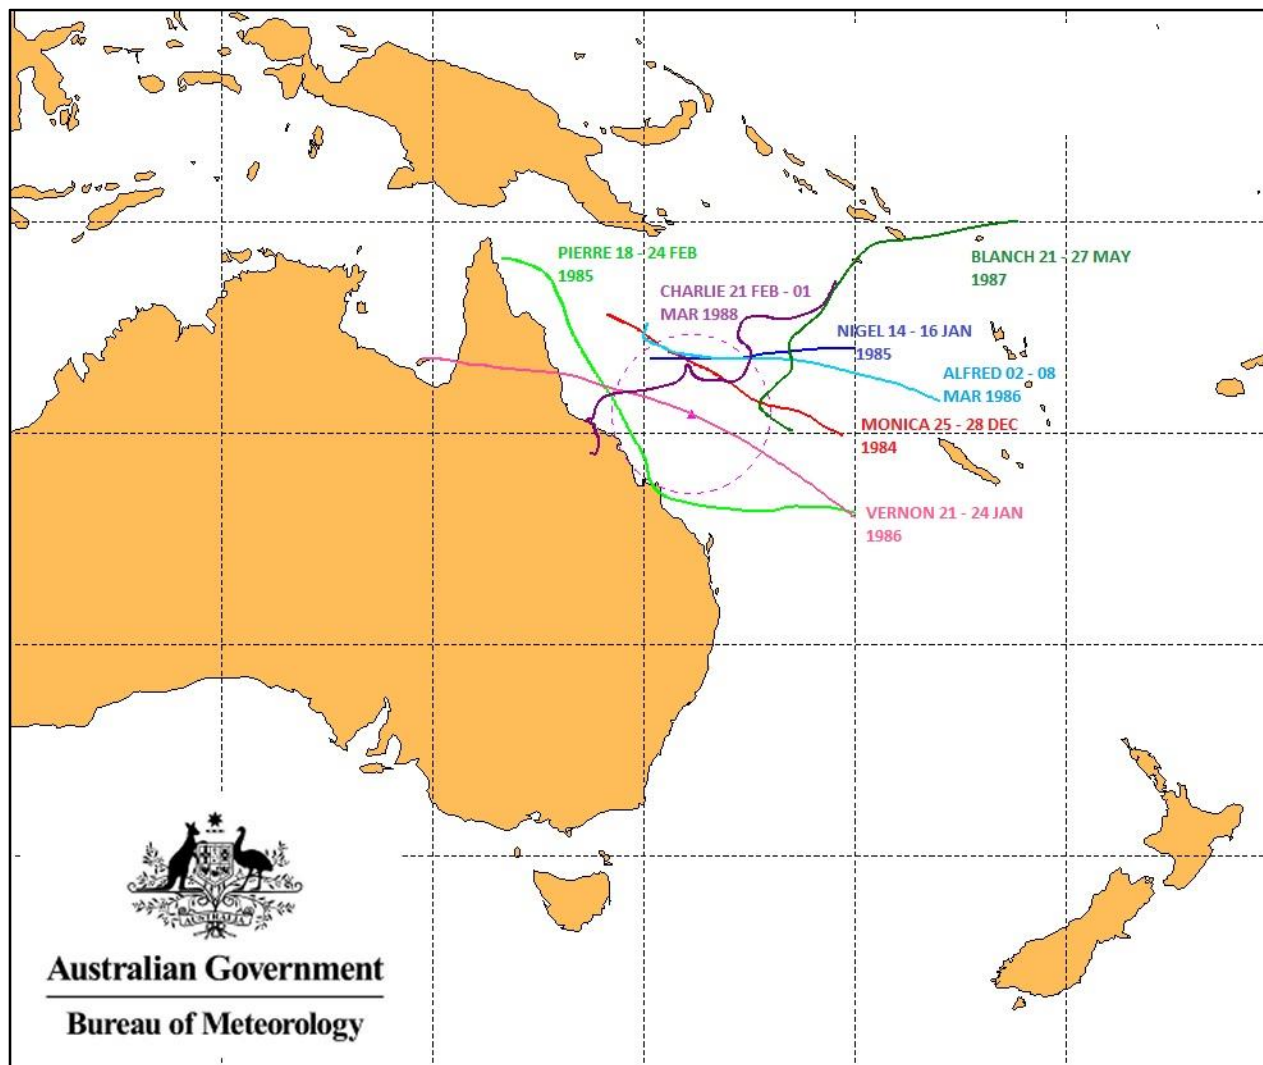 PIERRE 18 - 24 FEB
1985
BLANCH 21 - 27 MAY
1987
CHARLIE 21 FEB - 01
MAR 1988
NIGEL 14 - 16 JAN
1985
ALFRED 02 - 08
MAR 1986
MONICA 25 - 28 DEC
1984
VERNON 21 - 24 JAN
1986
AUSTRALIA
Australian Government
Bureau of Meteorology